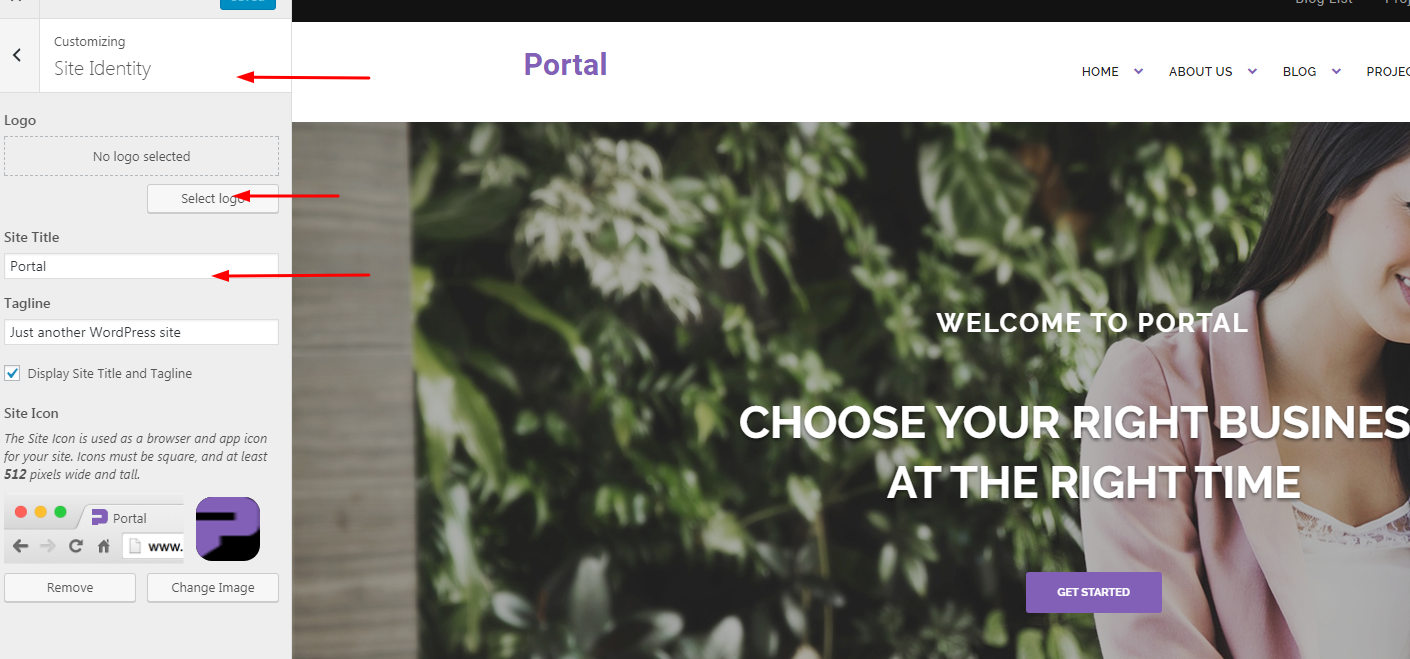 Saved
Customizing
Site Identity
Logo
No logo selected
Select logo
Site Title
Portal
Tagline
Just another WordPress site
Display Site Title and Tagline
Site Icon
The Site Icon is used as a browser and app icon
for your site. Icons must be square, and at least
512 pixels wide and tall.
Portal
www.
Remove
Change Image
Blog List
Portal
HOME
ABOUT US
BLOG
PROJEC
WELCOME TO PORTAL
CHOOSE YOUR RIGHT BUSINES
AT THE RIGHT TIME
GET STARTED